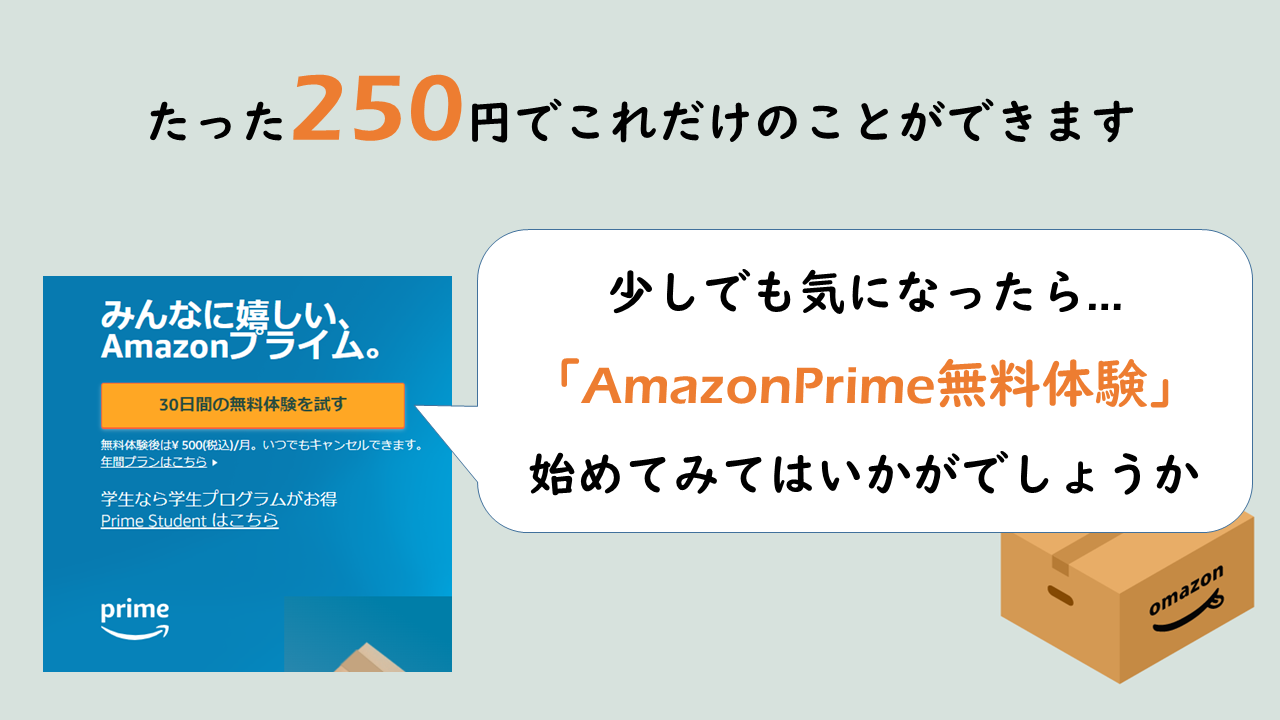 たった250円でこれだけのことができます
少しでも気になったら...
「AmazonPrime無料体験」
始めてみてはいかがでしょうか
みんなに嬉しい、
Amazonプライム。
30日間の無料体験を試す
無料体験後は¥ 500(税込)/月。いつでもキャンセルできます。
年間プランはこちら ▸
学生なら学生プログラムがお得
Prime Student はこちら
prime
omazon